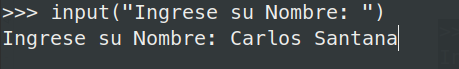 >>> input("Ingrese su Nombre: ")
Ingrese su Nombre: Carlos Santana